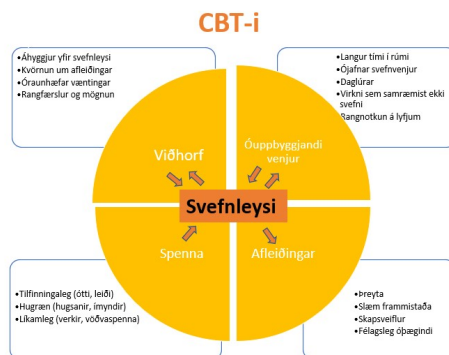 CBT-i
•Áhyggjur yfir svefnleysi
•Kvörnun um afleiðingar
•Óraunhæfar væntingar
•Rangfærslur og mögnun
•Langur tími í rúmi
•Ójafnar svefnvenjur
•Daglúrar
•Virkni sem samræmist ekki
svefni
•Rangnotkun á lyfjum
Viðhorf
Óuppbyggjandi
venjur
Svefnleysi
Spenna
Afleiðingar
•Tilfinningaleg (ótti, leiði)
•Hugræn (hugsanir, ímyndir)
•Líkamleg (verkir, vöðvaspenna)
•Þreyta
•Slæm frammistaða
•Skapsveiflur
•Félagsleg óþægindi